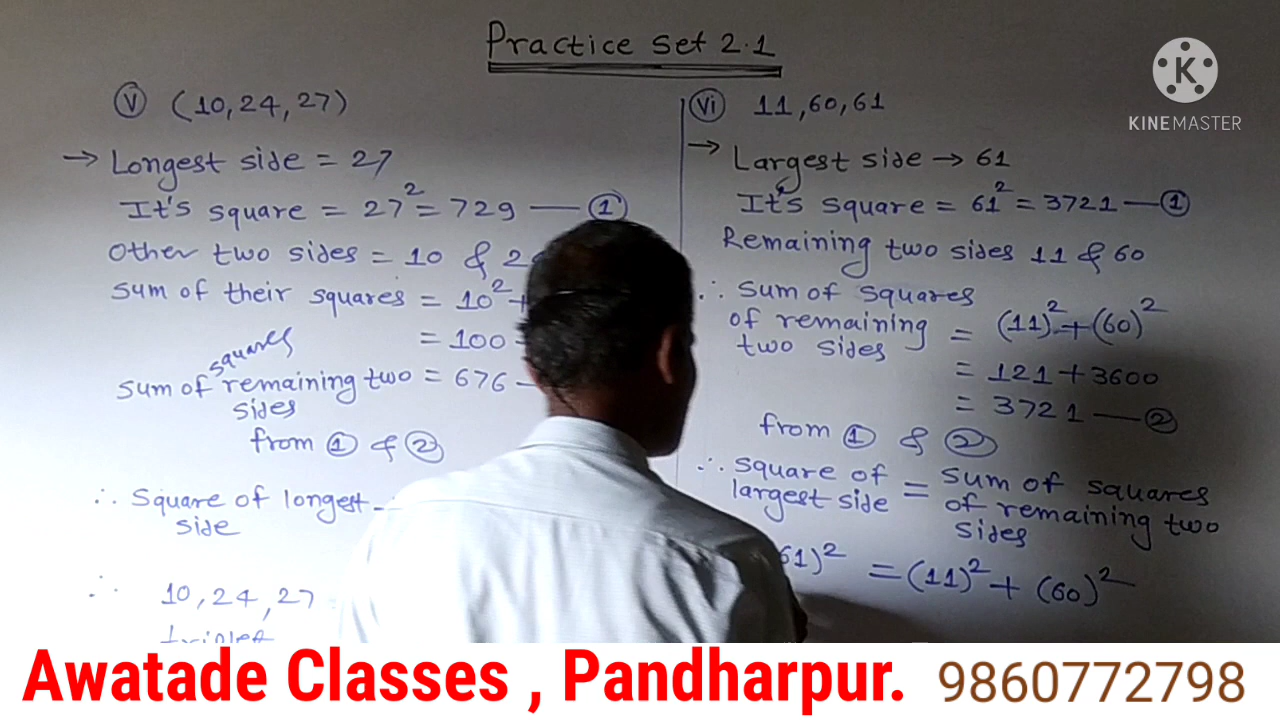 Practice Set 2.1
K
KINEMASTER
(v) (10,24,27)
→ Longest side = 27
It's square = 27² = 729 — ①
Other two sides = 10 & 2
Sum of their squares = 10² +
= 100
squares
Sum of remaining two = 676 –
sides
from ① & ②
∴ Square of longest
side
∴ 10,24,27
triplet
(vi) 11,60,61
→ Largest side → 61
It's square = 61² = 3721 — ①
Remaining two sides 11 & 60
∴ Sum of squares
of remaining = (11)² + (60)²
two sides
= 121 + 3600
= 3721 — ②
from ① & ②
∴ Square of = Sum of squares
largest side of remaining two
sides
61)² = (11)² + (60)²
Awatade Classes , Pandharpur. 9860772798